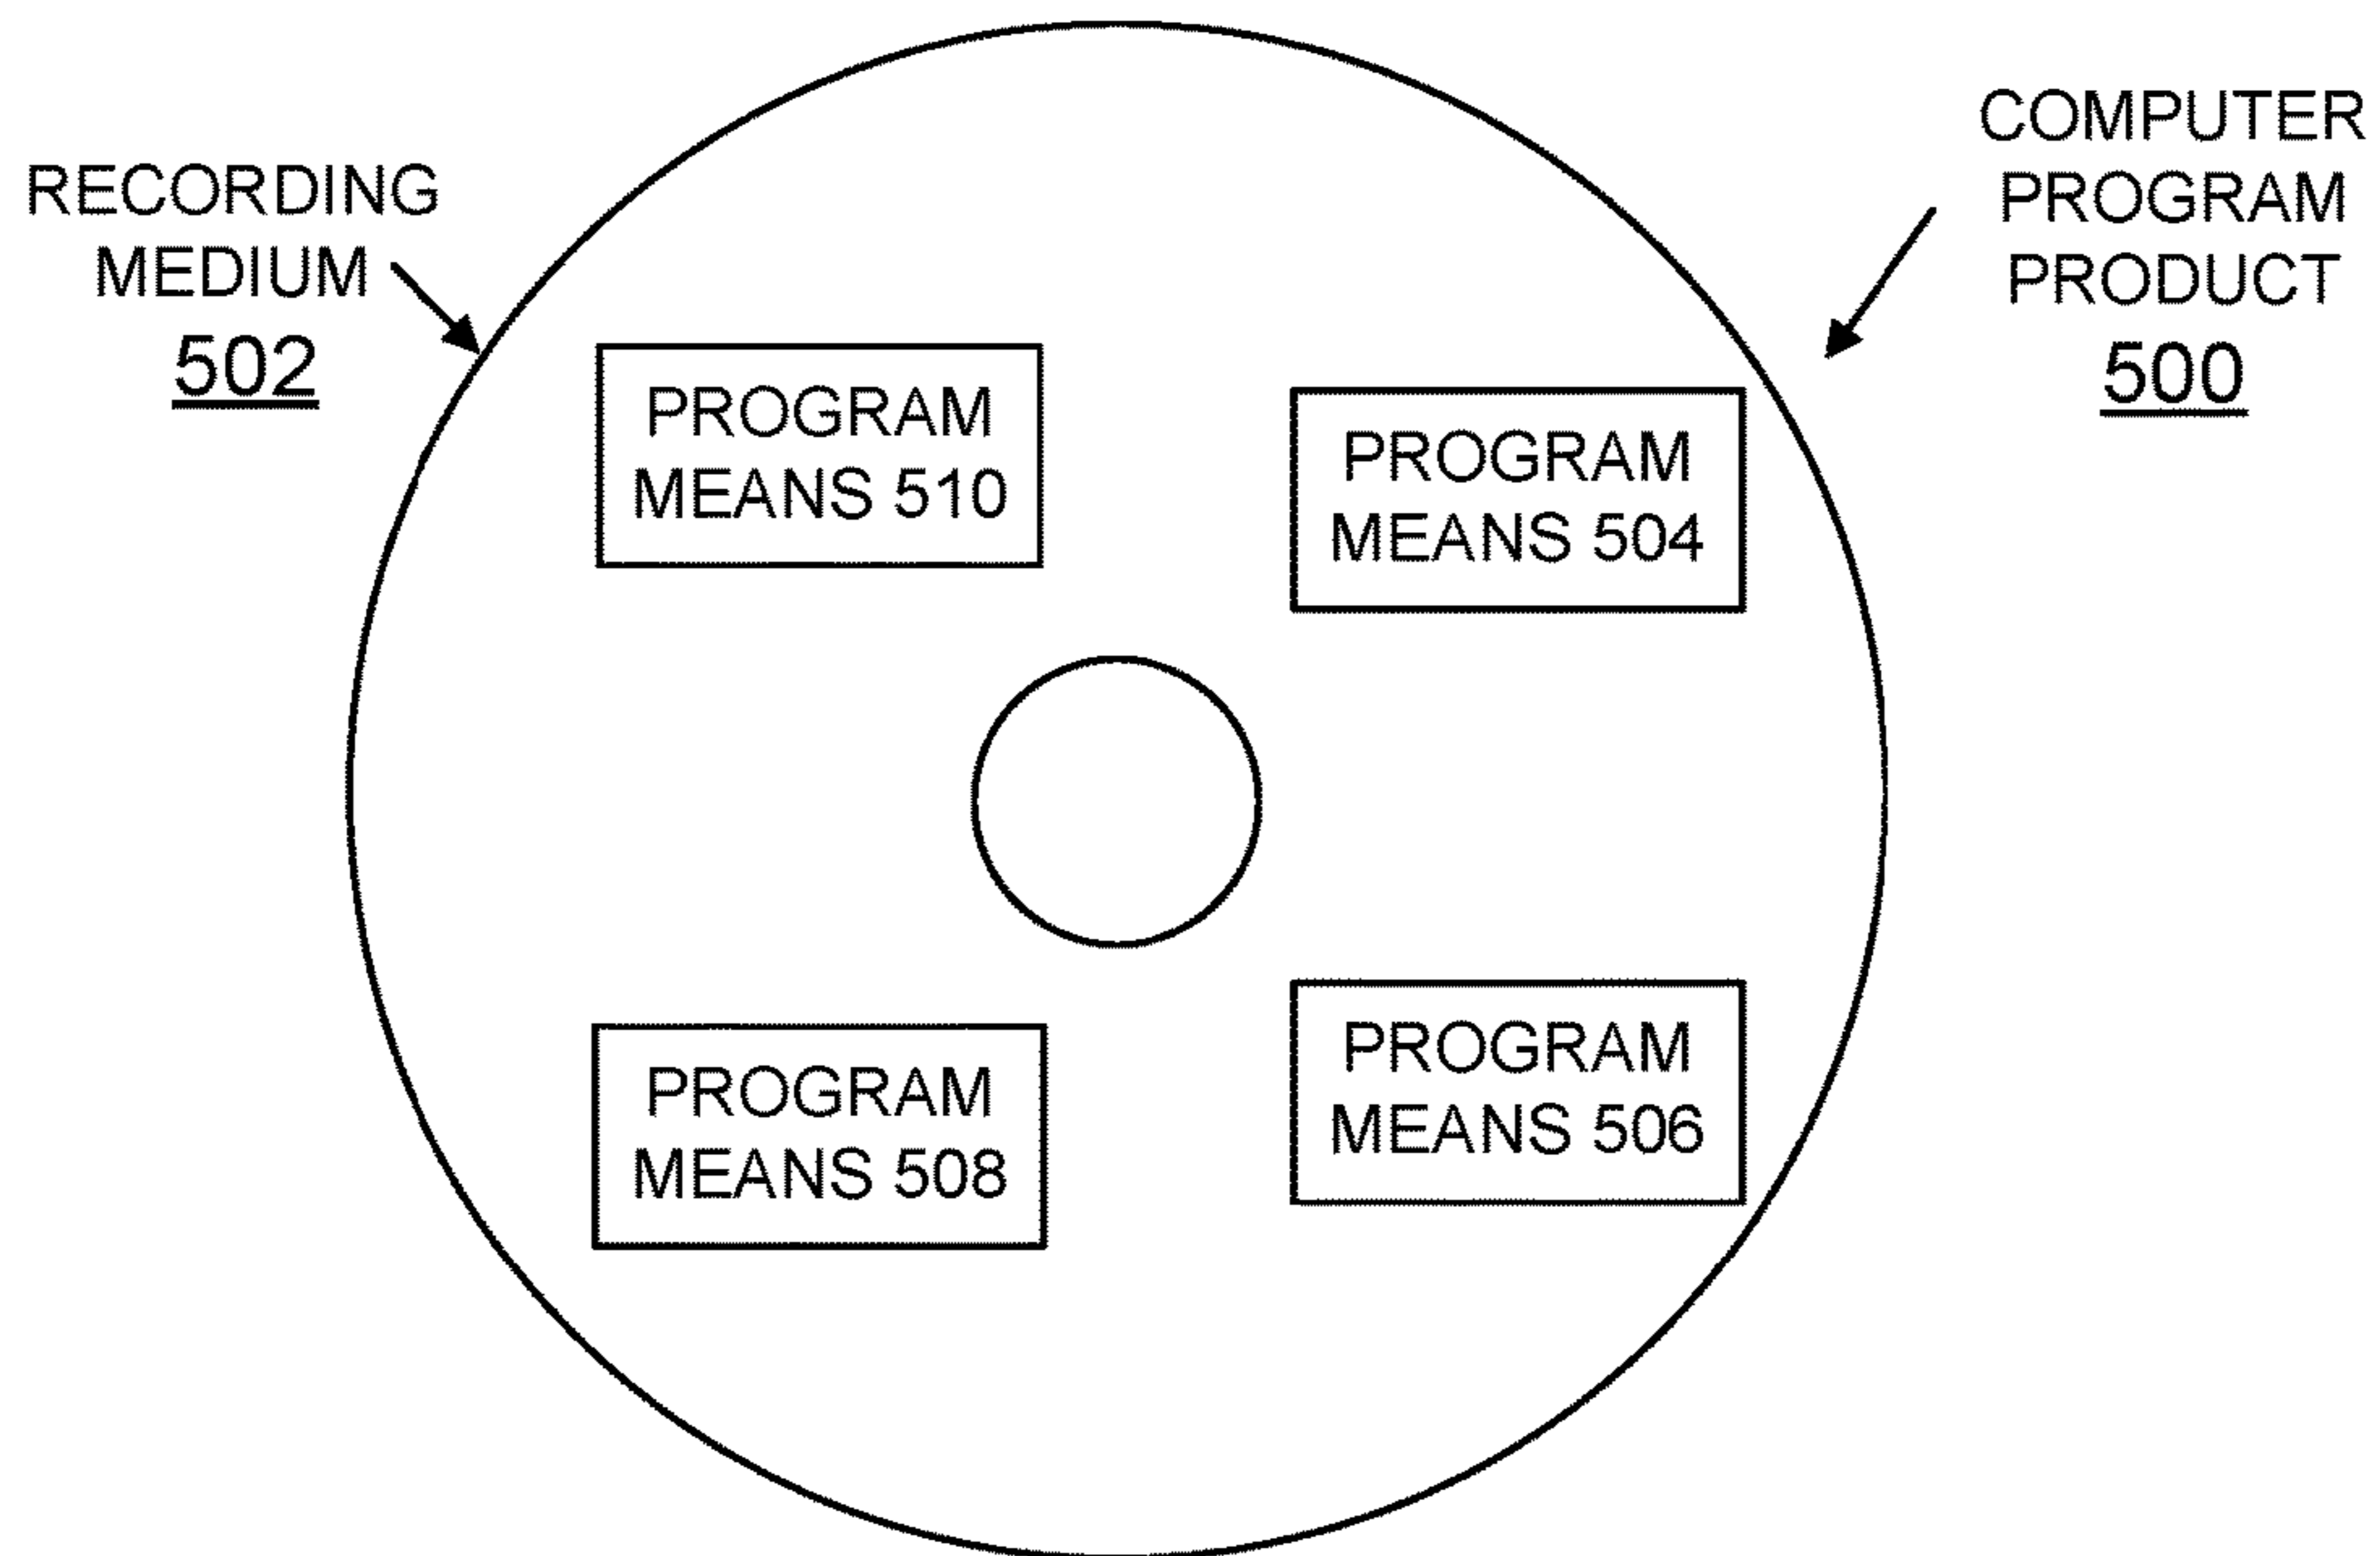 RECORDING
MEDIUM
502
COMPUTER
PROGRAM
PRODUCT
500
PROGRAM
MEANS 510
PROGRAM
MEANS 504
PROGRAM
MEANS 508
PROGRAM
MEANS 506